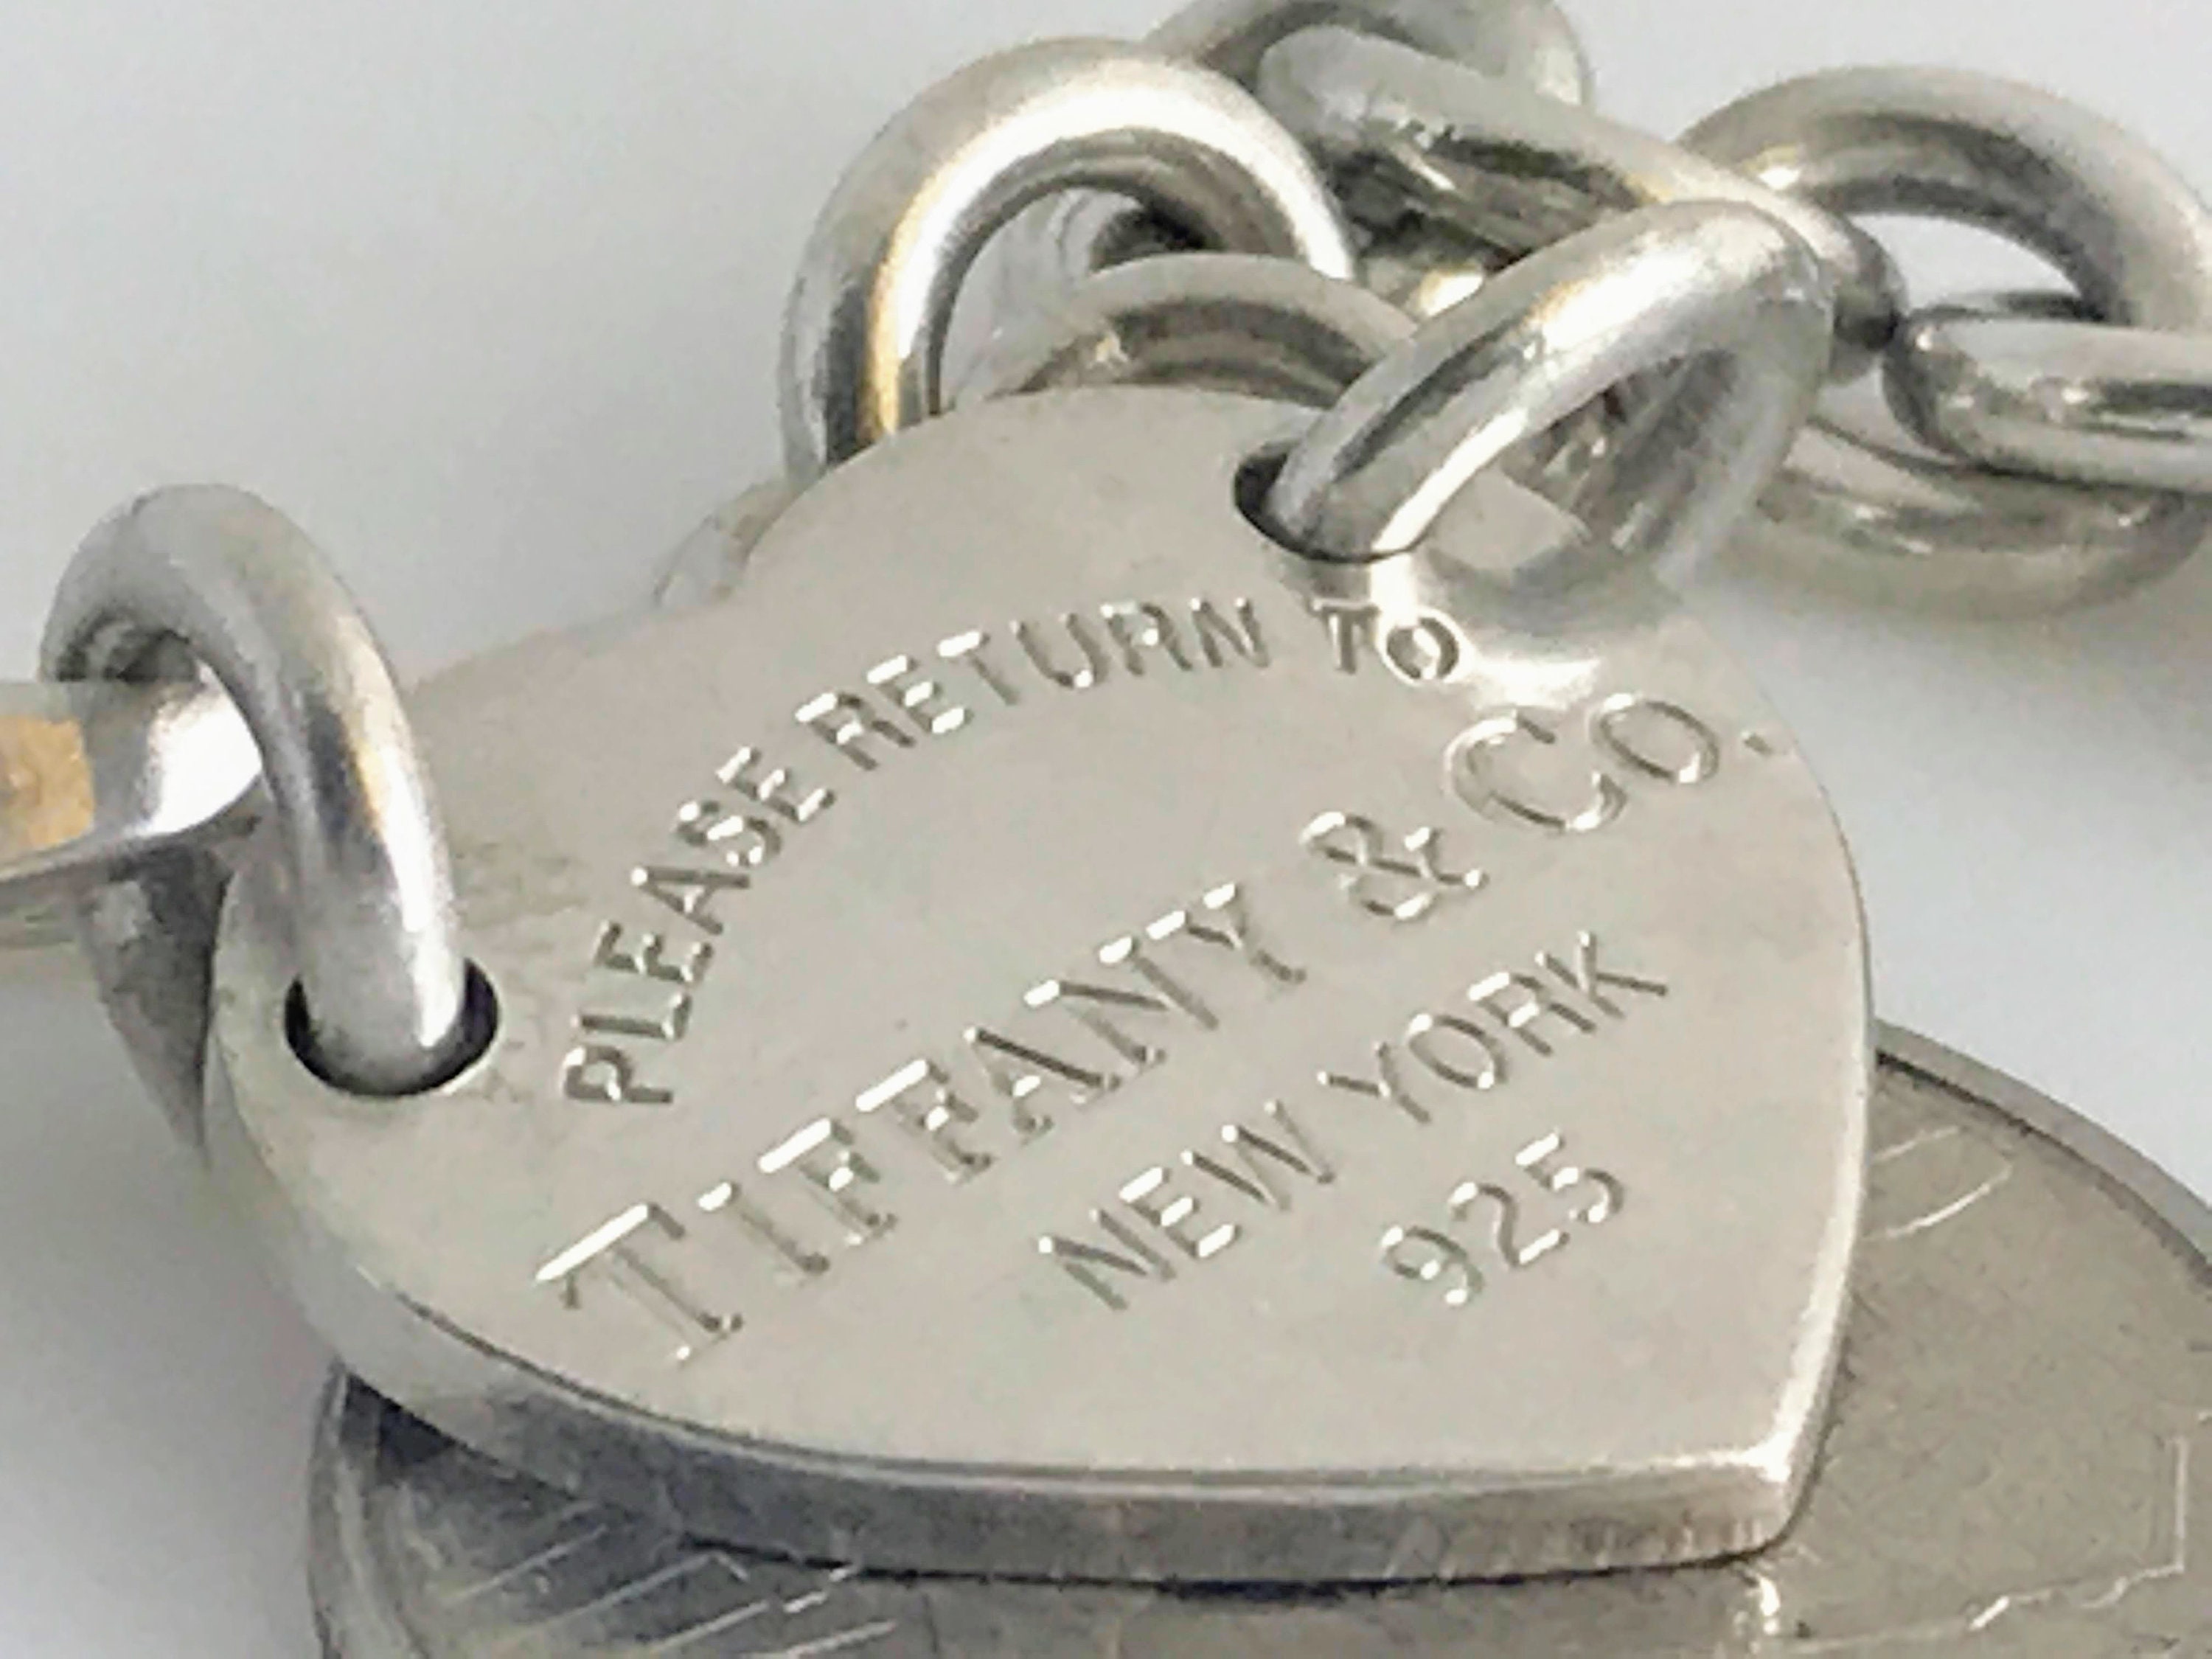 PLEASE RETURN TO
TIFFANY & CO.
NEW YORK
925